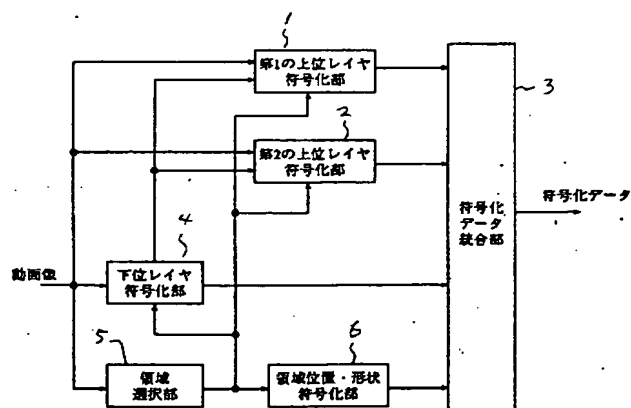 1
第1の上位レイヤ
符号化部
3
2
第2の上位レイヤ
符号化部
符号化
データ
統合部
符号化データ
4
動画像
下位レイヤ
符号化部
5
領域
選択部
6
領域位置・形状
符号化部